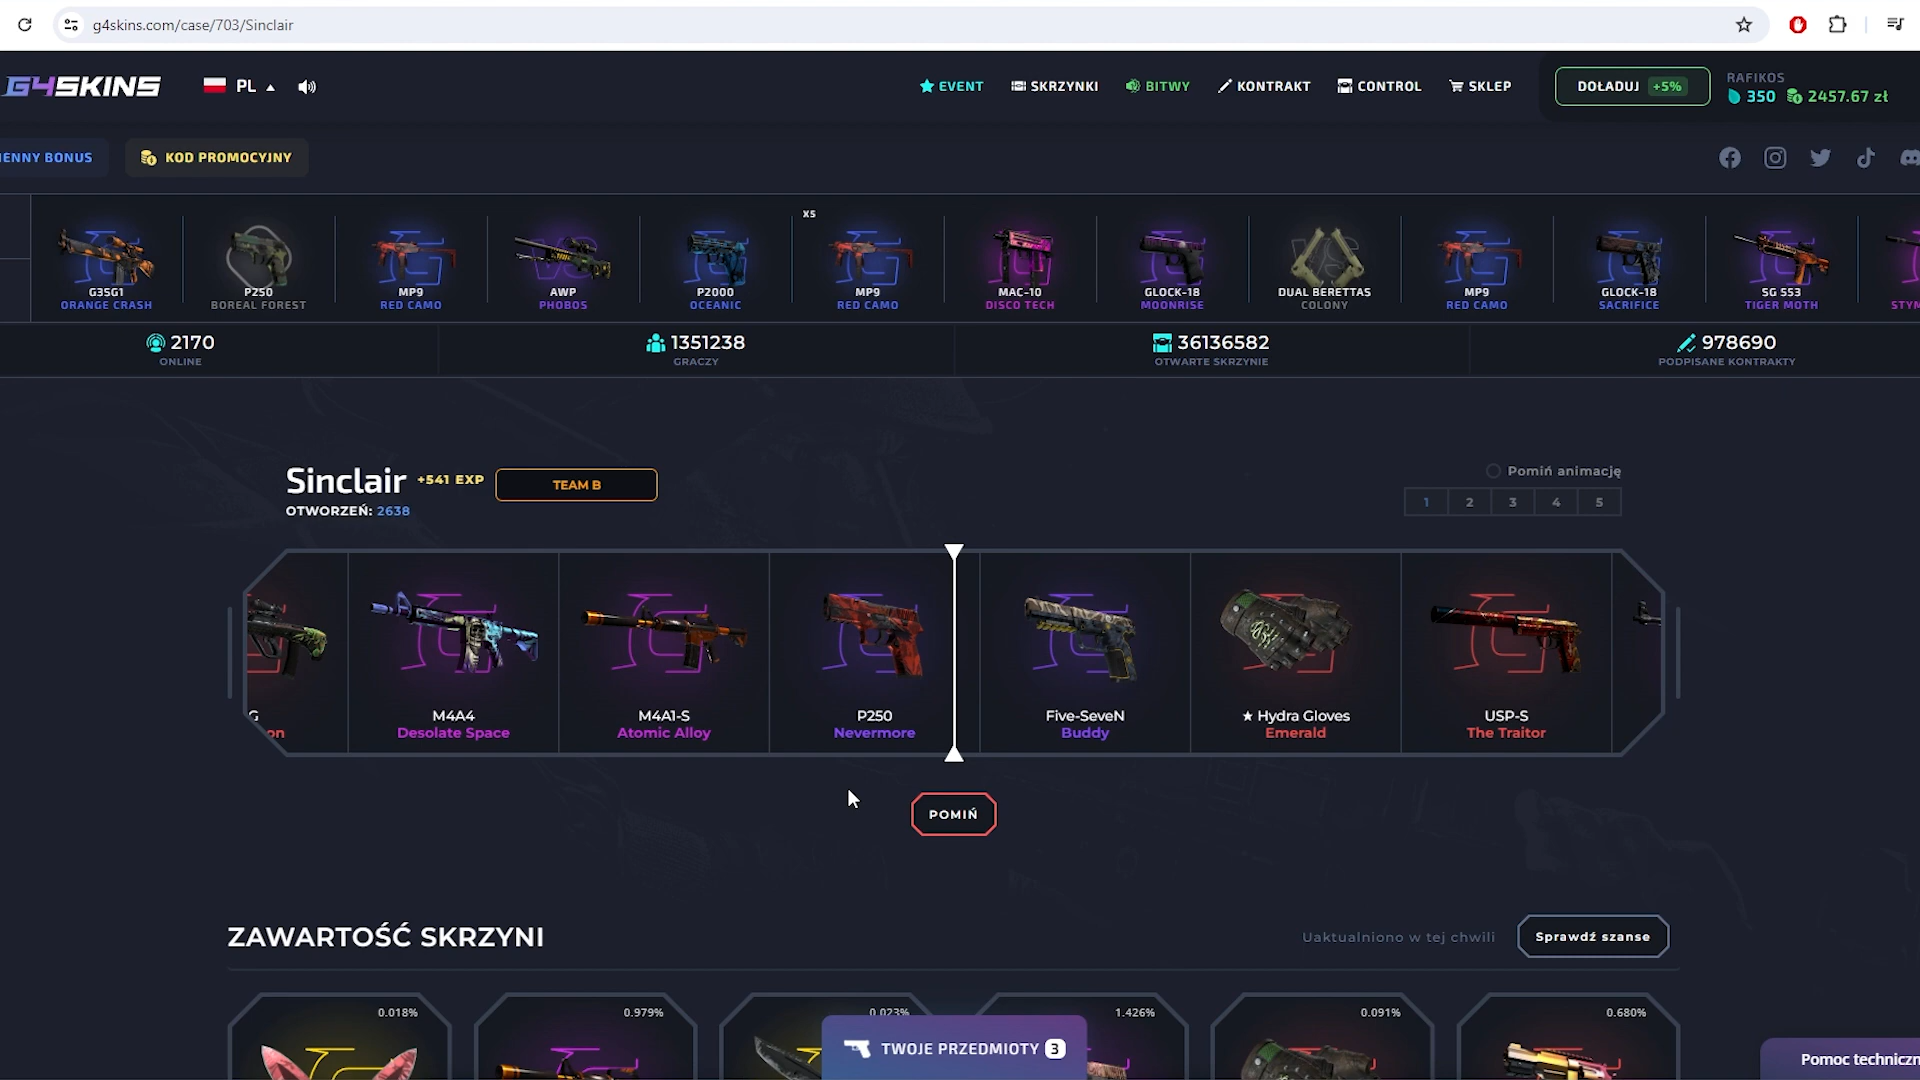 g4skins.com/case/703/Sinclair
G4SKINS
PL
EVENT
SKRZYNKI
BITWY
KONTRAKT
CONTROL
SKLEP
DOŁADUJ +5%
RAFIKOS
350 2457.67 zł
IENNY BONUS
KOD PROMOCYJNY
G3SG1
ORANGE CRASH
P250
BOREAL FOREST
MP9
RED CAMO
AWP
PHOBOS
P2000
OCEANIC
X5
MP9
RED CAMO
MAC-10
DISCO TECH
GLOCK-18
MOONRISE
DUAL BERETTAS
COLONY
MP9
RED CAMO
GLOCK-18
SACRIFICE
SG 553
TIGER MOTH
STYM
2170
ONLINE
1351238
GRACZY
36136582
OTWARTE SKRZYNIE
978690
PODPISANE KONTRAKTY
Sinclair +541 EXP
TEAM B
OTWORZEŃ: 2638
Pomiń animację
1 2 3 4 5
G
on
M4A4
Desolate Space
M4A1-S
Atomic Alloy
P250
Nevermore
Five-SeveN
Buddy
★ Hydra Gloves
Emerald
USP-S
The Traitor
POMIŃ
ZAWARTOŚĆ SKRZYNI
Uaktualniono w tej chwili
Sprawdź szanse
0.018%
0.979%
0.023%
1.426%
0.091%
0.680%
TWOJE PRZEDMIOTY 3
Pomoc techniczn